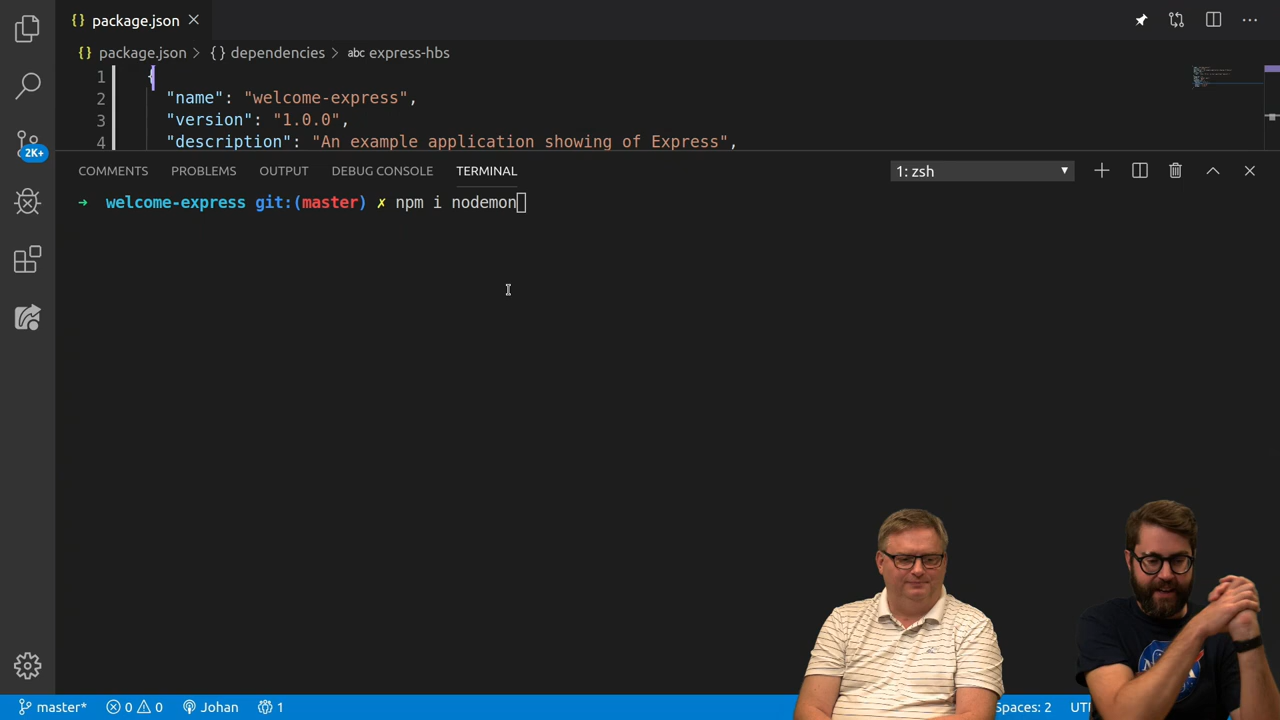 package.json
package.json > {} dependencies > abc express-hbs
1 {
2 "name": "welcome-express",
3 "version": "1.0.0",
4 "description": "An example application showing of Express",
2K+
COMMENTS PROBLEMS OUTPUT DEBUG CONSOLE TERMINAL
1: zsh
→ welcome-express git:(master) ✗ npm i nodemon
master* 0 0 Johan 1 Spaces: 2